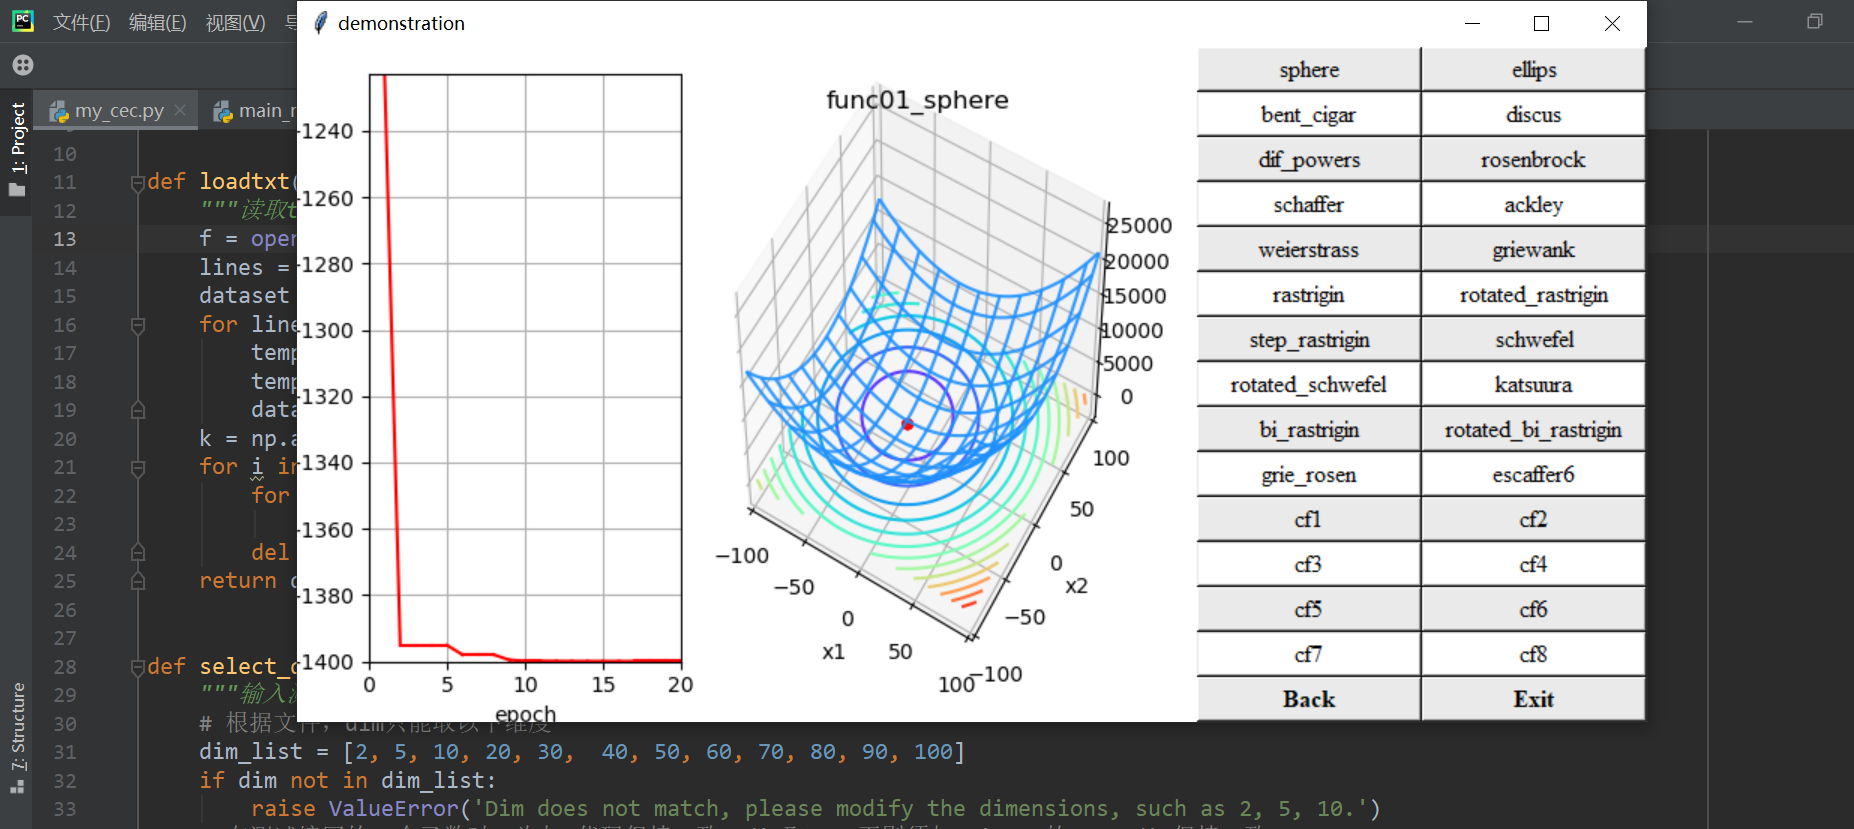 PC 文件(F) 编辑(E) 视图(V)
demonstration
my_cec.py
main_r
1: Project
7: Structure
10
11 def loadtxt(
12 """读取t
13 f = oper
14 lines =
15 dataset
16 for line
17 temp
18 temp
19 data
20 k = np.a
21 for i in
22 for
23
24 del
25 return
26
27
28 def select_
29 """输入
30 # 根据文件，dim只能取以下维度
31 dim_list = [2, 5, 10, 20, 30,  40, 50, 60, 70, 80, 90, 100]
32 if dim not in dim_list:
33 raise ValueError('Dim does not match, please modify the dimensions, such as 2, 5, 10.')
-1240
-1260
-1280
-1300
-1320
-1340
-1360
-1380
-1400
0 5 10 15 20
epoch
func01_sphere
25000
20000
15000
10000
5000
0
100
50
0
−50
−100
x2
−100
−50
0
50
100
x1
sphere ellips
bent_cigar discus
dif_powers rosenbrock
schaffer ackley
weierstrass griewank
rastrigin rotated_rastrigin
step_rastrigin schwefel
rotated_schwefel katsuura
bi_rastrigin rotated_bi_rastrigin
grie_rosen escaffer6
cf1 cf2
cf3 cf4
cf5 cf6
cf7 cf8
Back Exit